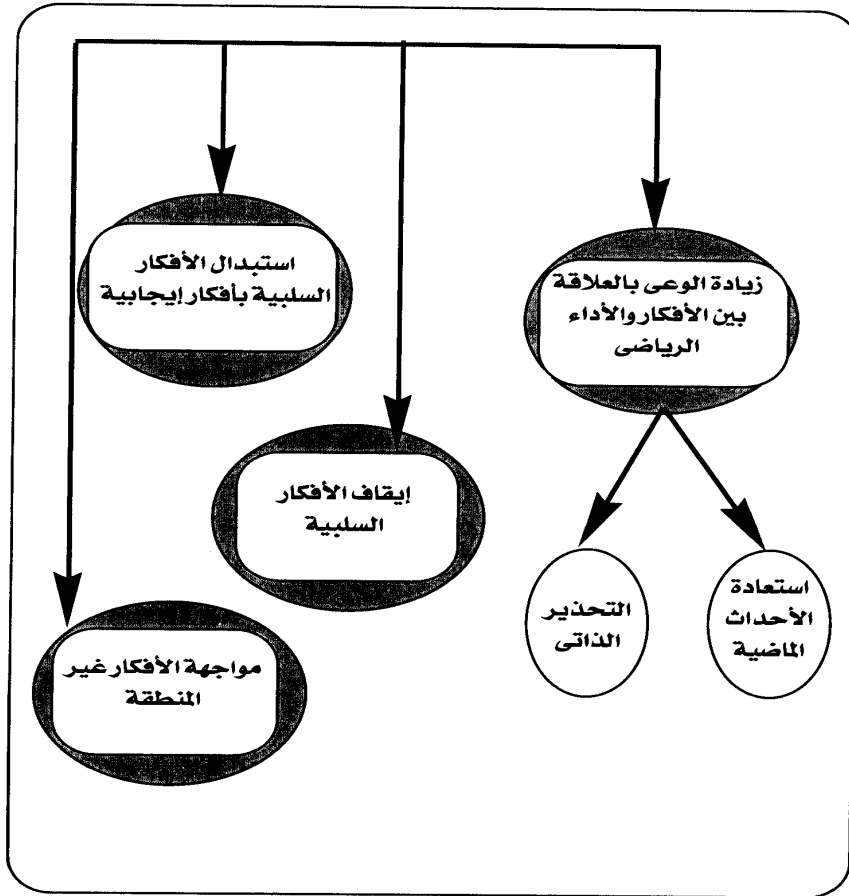 زيادة الوعى بالعلاقة
بين الأفكار والأداء
الرياضى
استبدال الأفكار
السلبية بأفكار إيجابية
إيقاف الأفكار
السلبية
مواجهة الأفكار غير
المنطقة
استعادة
الأحداث
الماضية
التحذير
الذاتى